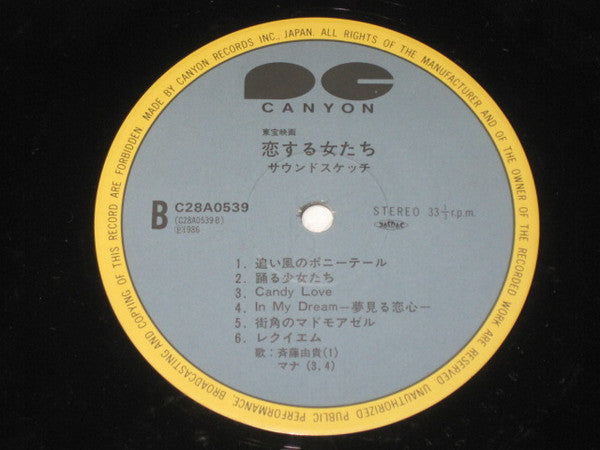 MADE BY CANYON RECORDS INC., JAPAN. ALL RIGHTS OF THE MANUFACTURER AND OF THE OWNER OF THE RECORDED WORK ARE RESERVED. UNAUTHORIZED PUBLIC PERFORMANCE, BROADCASTING AND COPYING OF THIS RECORD ARE FORBIDDEN.
CANYON
東宝映画
恋する女たち
サウンドスケッチ
B C28A0539
(C28A0539B)
Ⓟ1986
STEREO 33⅓r.p.m.
1. 追い風のポニーテール
2. 踊る少女たち
3. Candy Love
4. In My Dream－夢見る恋心－
5. 街角のマドモアゼル
6. レクイエム
歌：斉藤由貴(1)
マナ(3,4)